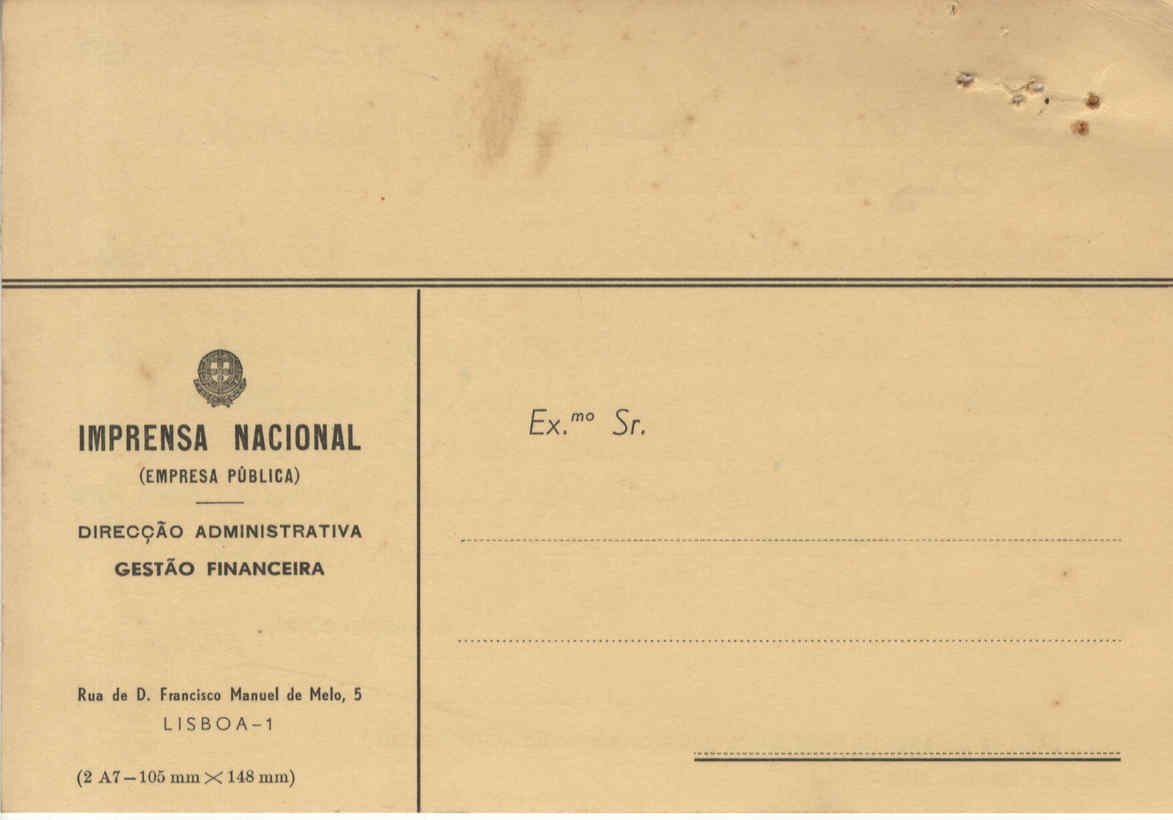 IMPRENSA NACIONAL
(EMPRESA PÚBLICA)
DIRECÇÃO ADMINISTRATIVA
GESTÃO FINANCEIRA
Rua de D. Francisco Manuel de Melo, 5
LISBOA-1
(2 A7—105 mm × 148 mm)
Ex.ᵐᵒ Sr.